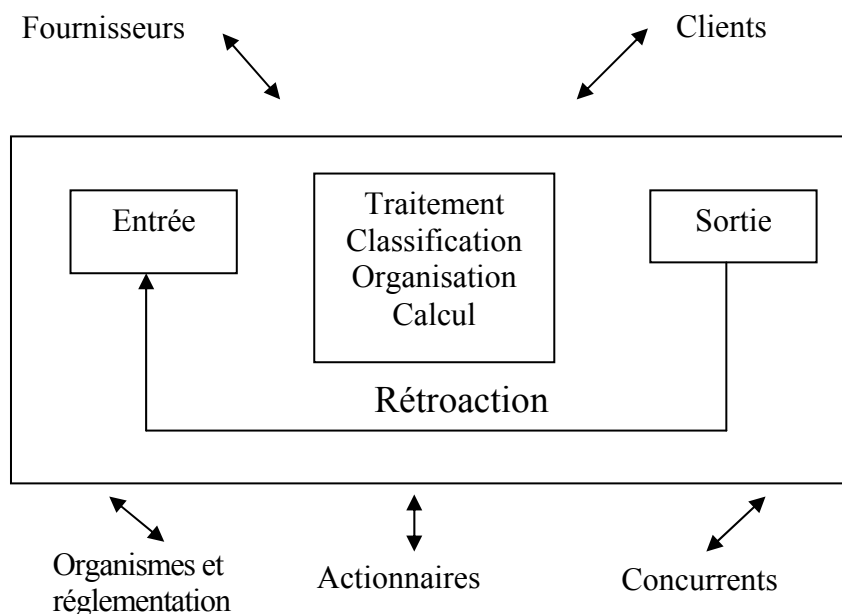 Fournisseurs
Clients
Entrée
Traitement
Classification
Organisation
Calcul
Sortie
Rétroaction
Organismes et
réglementation
Actionnaires
Concurrents